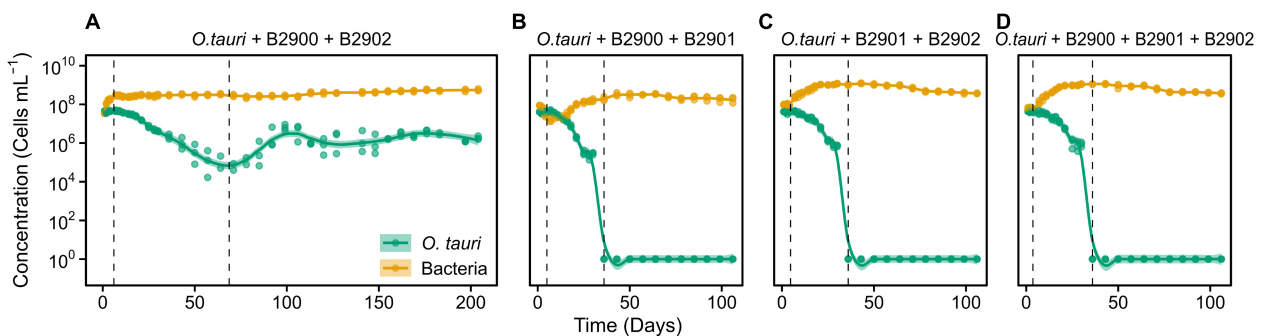 A
O.tauri + B2900 + B2902
B
O.tauri + B2900 + B2901
C
O.tauri + B2901 + B2902
D
O.tauri + B2900 + B2901 + B2902
Concentration (Cells mL⁻¹)
10¹⁰
10⁸
10⁶
10⁴
10²
10⁰
O. tauri
Bacteria
0 50 100 150 200
0 50 100
0 50 100
0 50 100
Time (Days)